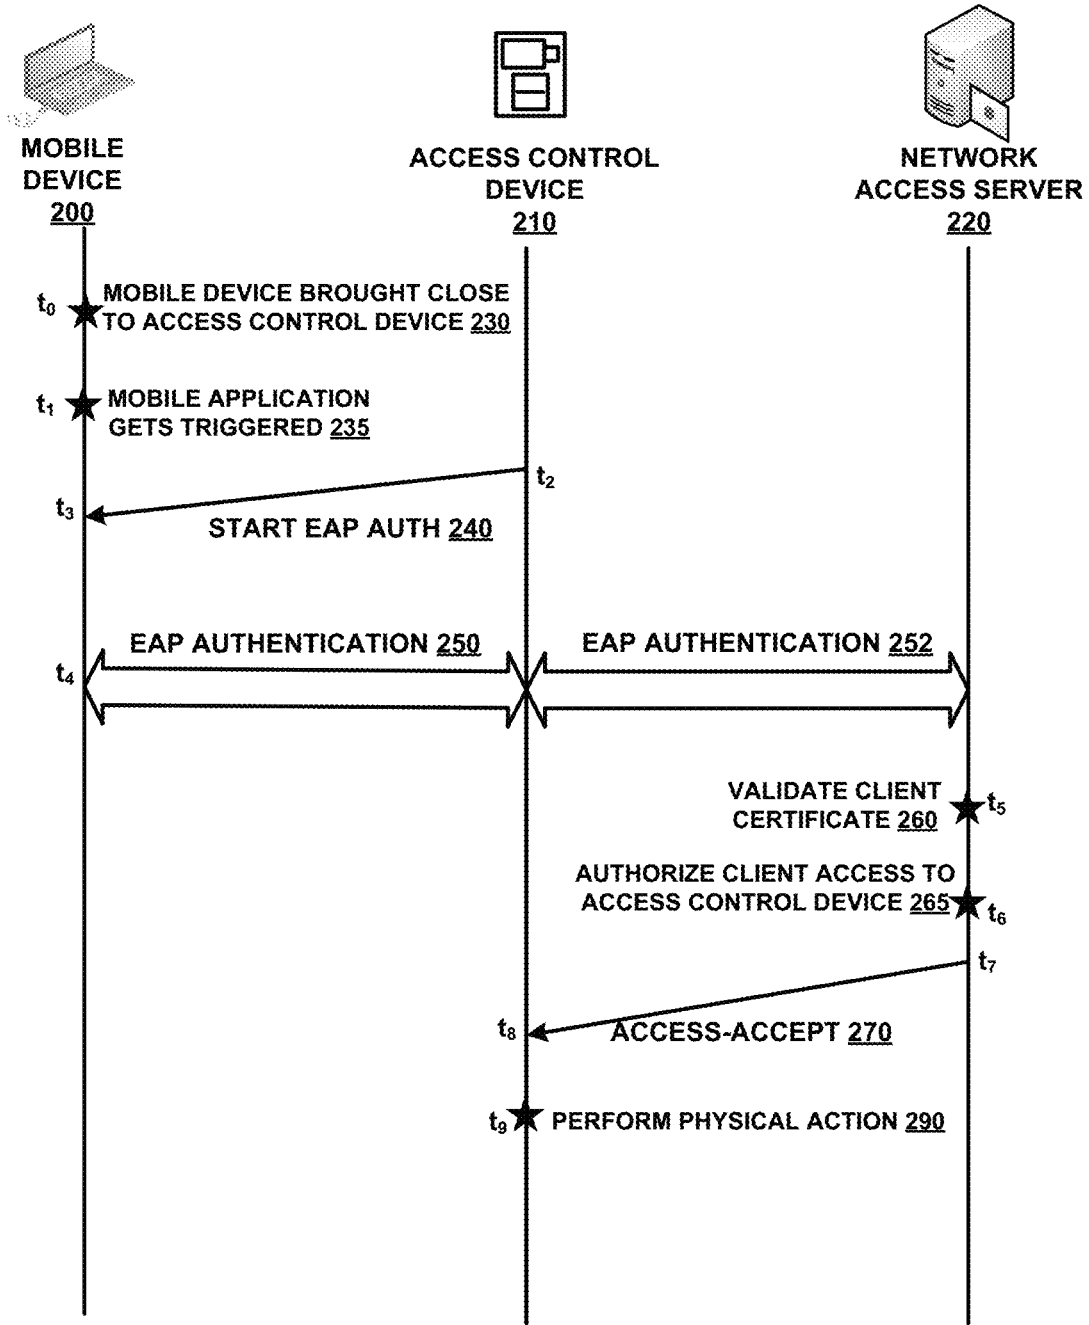 MOBILE
DEVICE
200
ACCESS CONTROL
DEVICE
210
NETWORK
ACCESS SERVER
220
t0
MOBILE DEVICE BROUGHT CLOSE
TO ACCESS CONTROL DEVICE 230
t1
MOBILE APPLICATION
GETS TRIGGERED 235
t2
t3
START EAP AUTH 240
EAP AUTHENTICATION 250
EAP AUTHENTICATION 252
t4
VALIDATE CLIENT
CERTIFICATE 260
t5
AUTHORIZE CLIENT ACCESS TO
ACCESS CONTROL DEVICE 265
t6
t7
t8
ACCESS-ACCEPT 270
t9
PERFORM PHYSICAL ACTION 290